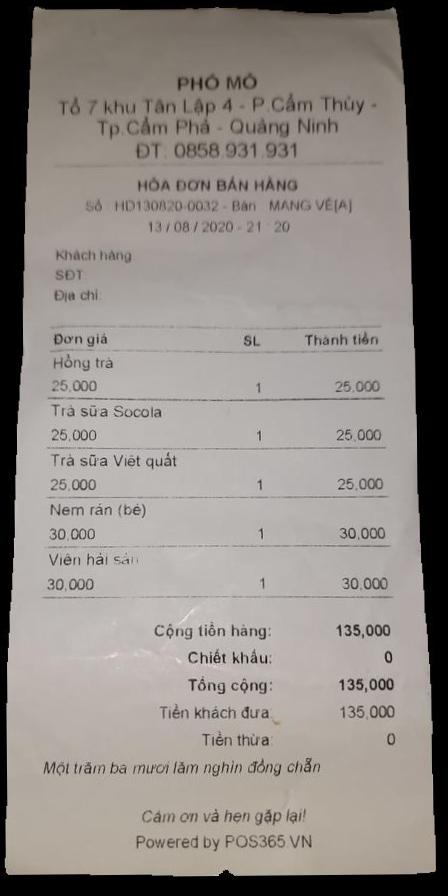 PHỐ MỎ
Tổ 7 khu Tân Lập 4 - P.Cẩm Thủy -
Tp.Cẩm Phả - Quảng Ninh
ĐT: 0858.931.931
HÓA ĐƠN BÁN HÀNG
Số : HD130820-0032 - Bàn : MANG VỀ[A]
13 / 08 / 2020 - 21 : 20
Khách hàng:
SĐT:
Địa chỉ:
Đơn giá SL Thành tiền
Hồng trà
25,000 1 25,000
Trà sữa Socola
25,000 1 25,000
Trà sữa Việt quất
25,000 1 25,000
Nem rán (bé)
30,000 1 30,000
Viên hải sản
30,000 1 30,000
Cộng tiền hàng: 135,000
Chiết khấu: 0
Tổng cộng: 135,000
Tiền khách đưa: 135,000
Tiền thừa: 0
Một trăm ba mươi lăm nghìn đồng chẵn
Cảm ơn và hẹn gặp lại!
Powered by POS365.VN